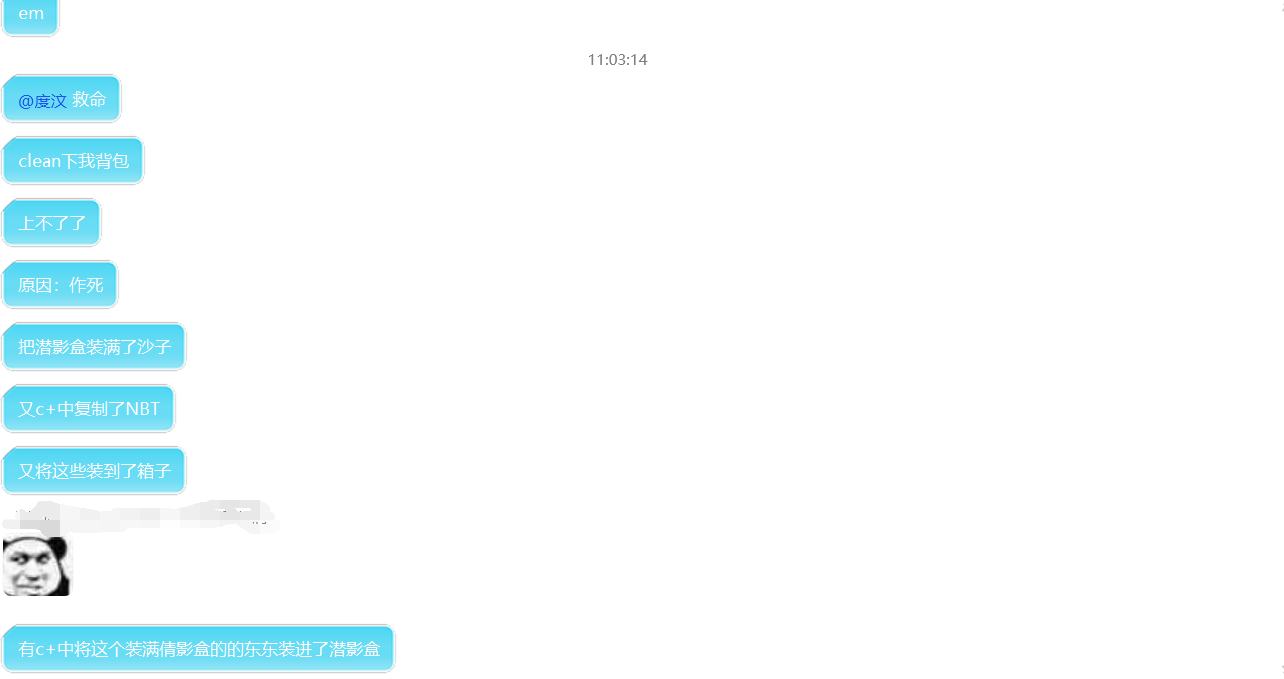 em
11:03:14
@度汶 救命
clean下我背包
上不了了
原因：作死
把潜影盒装满了沙子
又c+中复制了NBT
又将这些装到了箱子
有c+中将这个装满倩影盒的的东东装进了潜影盒